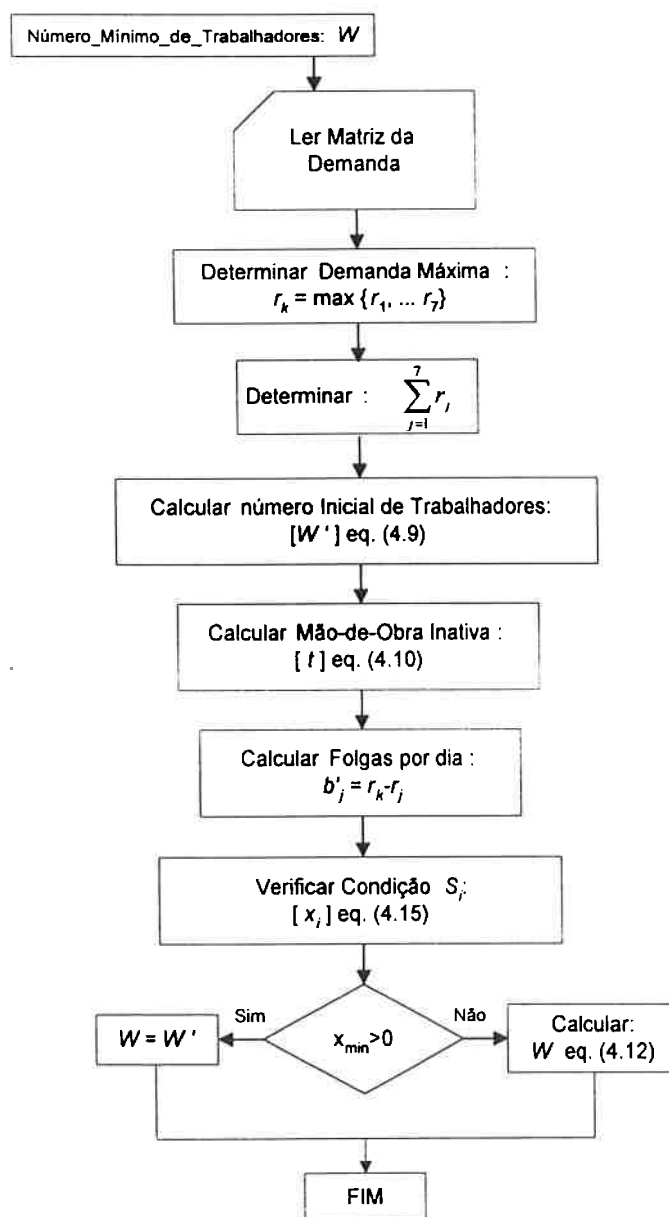 Número_Mínimo_de_Trabalhadores: W
Ler Matriz da
Demanda
Determinar Demanda Máxima :
r_k = max {r_1, ... r_7}
Determinar : \sum_{j=1}^{7} r_j
Calcular número Inicial de Trabalhadores:
[W ' ] eq. (4.9)
Calcular Mão-de-Obra Inativa :
[ t ] eq. (4.10)
Calcular Folgas por dia :
b'_j = r_k-r_j
Verificar Condição S_i:
[ x_i ] eq. (4.15)
Sim
Não
W = W '
x_min>0
Calcular:
W eq. (4.12)
FIM